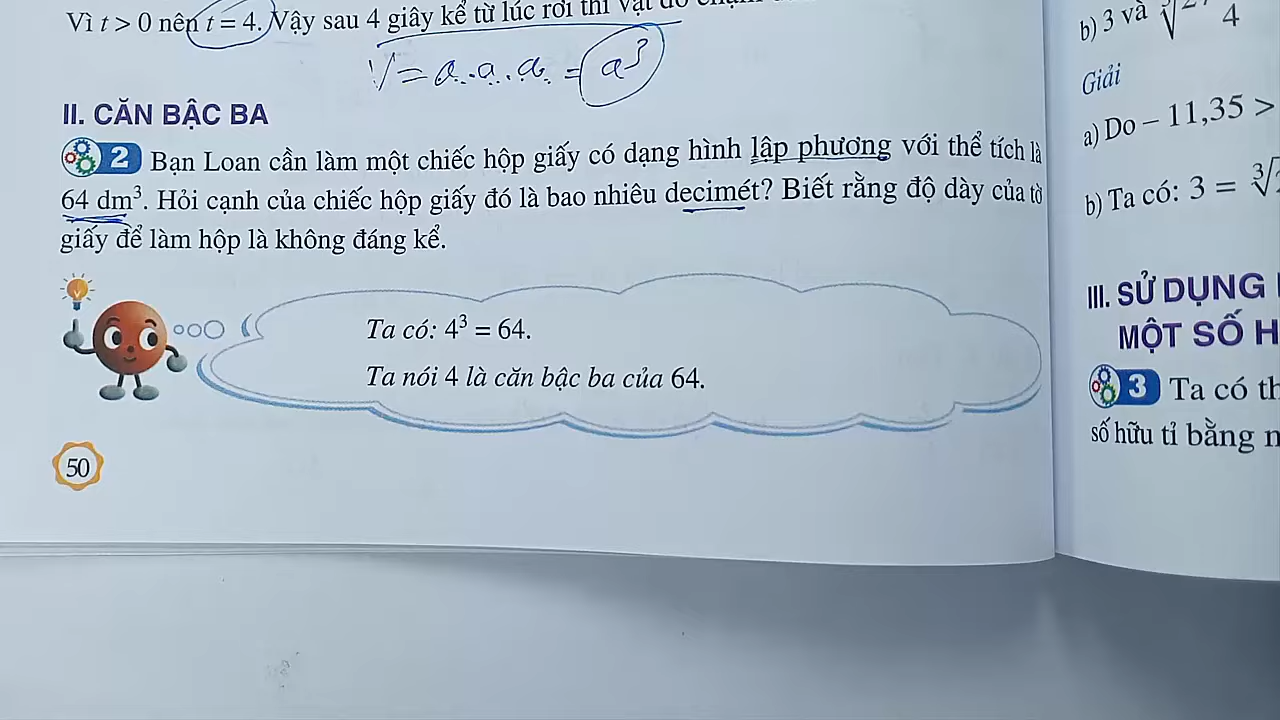 Vì t > 0 nên t = 4. Vậy sau 4 giây kể từ lúc rơi thì vật đó
V = a.a.a = a³
II. CĂN BẬC BA
2 Bạn Loan cần làm một chiếc hộp giấy có dạng hình lập phương với thể tích là
64 dm³. Hỏi cạnh của chiếc hộp giấy đó là bao nhiêu decimét? Biết rằng độ dày của tờ
giấy để làm hộp là không đáng kể.
Ta có: 4³ = 64.
Ta nói 4 là căn bậc ba của 64.
50
b) 3 và
4
Giải
a) Do – 11,35 >
b) Ta có: 3 = ∛
III. SỬ DỤNG
MỘT SỐ H
3 Ta có th
số hữu tỉ bằng